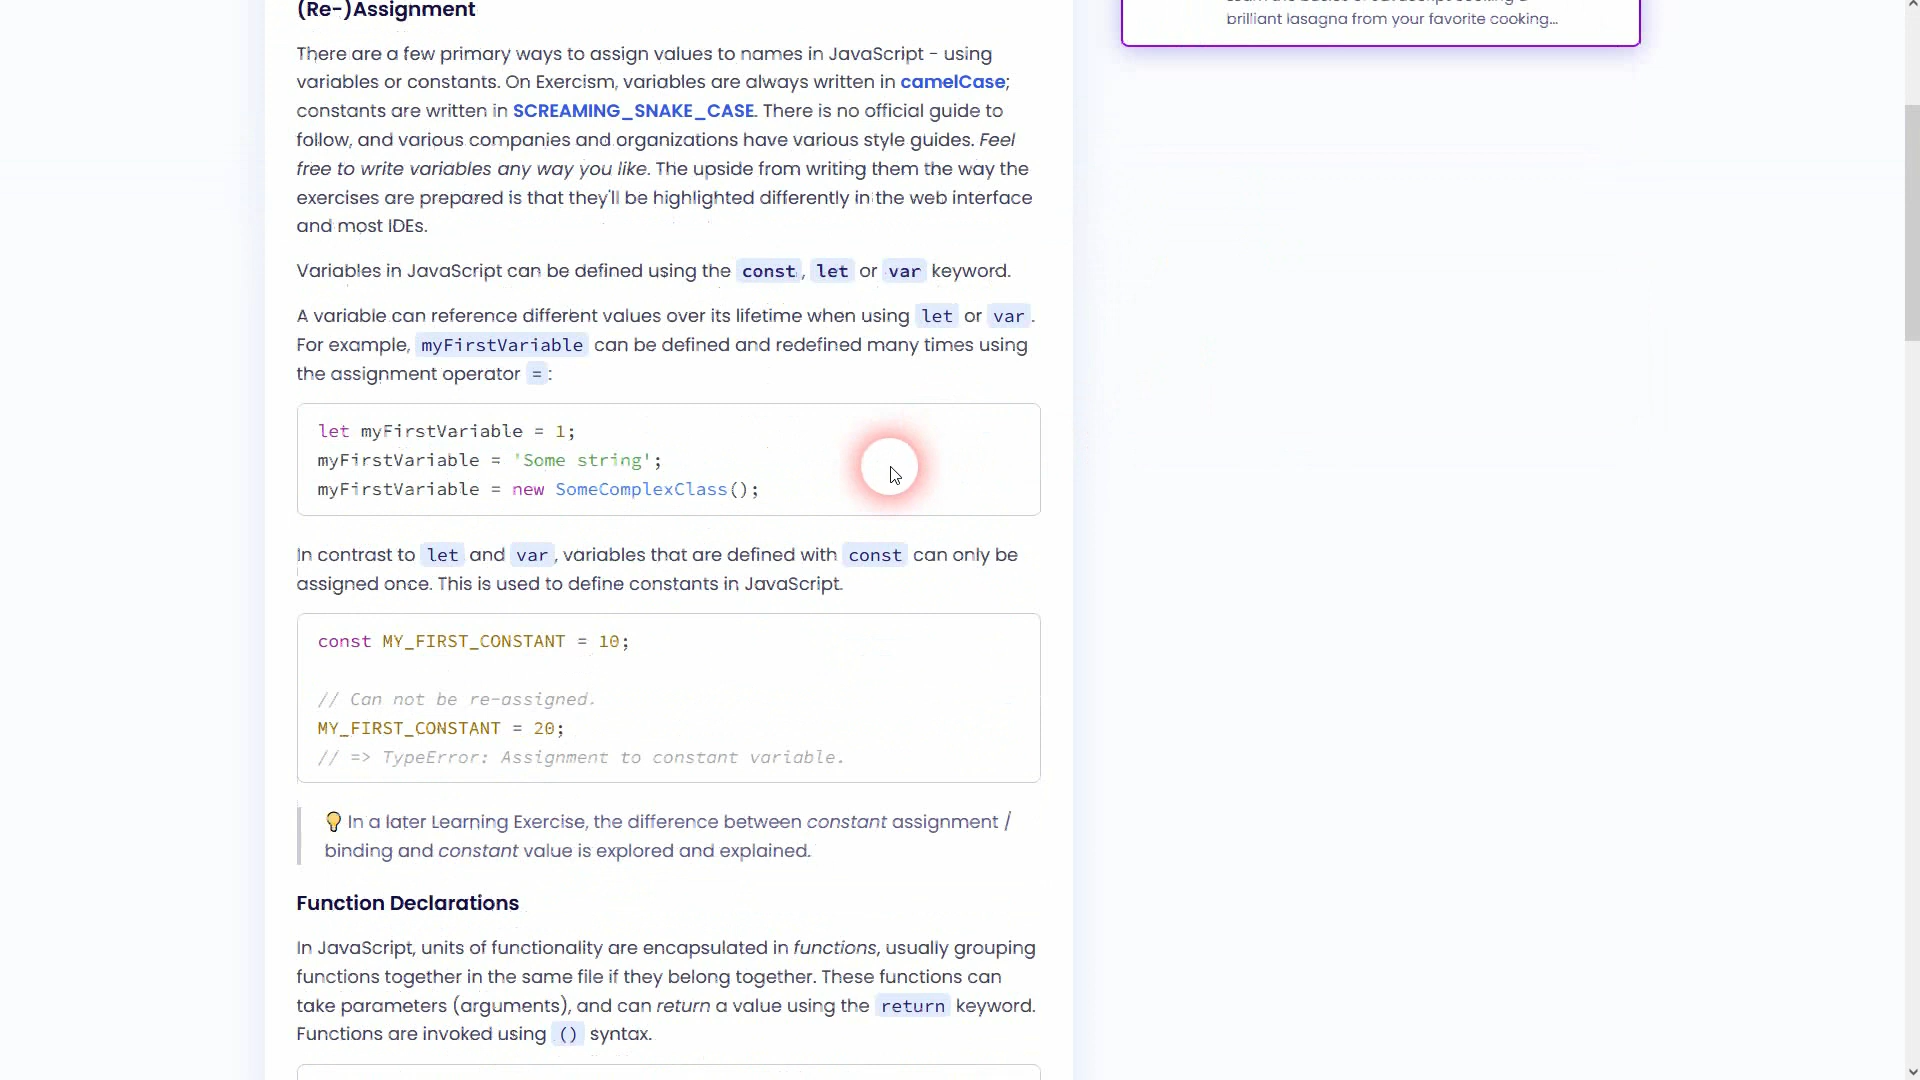 (Re-)Assignment
There are a few primary ways to assign values to names in JavaScript - using
variables or constants. On Exercism, variables are always written in camelCase;
constants are written in SCREAMING_SNAKE_CASE. There is no official guide to
follow, and various companies and organizations have various style guides. Feel
free to write variables any way you like. The upside from writing them the way the
exercises are prepared is that they'll be highlighted differently in the web interface
and most IDEs.
Variables in JavaScript can be defined using the const, let or var keyword.
A variable can reference different values over its lifetime when using let or var.
For example, myFirstVariable can be defined and redefined many times using
the assignment operator =:
let myFirstVariable = 1;
myFirstVariable = 'Some string';
myFirstVariable = new SomeComplexClass();
In contrast to let and var, variables that are defined with const can only be
assigned once. This is used to define constants in JavaScript.
const MY_FIRST_CONSTANT = 10;
// Can not be re-assigned.
MY_FIRST_CONSTANT = 20;
// => TypeError: Assignment to constant variable.
💡 In a later Learning Exercise, the difference between constant assignment /
binding and constant value is explored and explained.
Function Declarations
In JavaScript, units of functionality are encapsulated in functions, usually grouping
functions together in the same file if they belong together. These functions can
take parameters (arguments), and can return a value using the return keyword.
Functions are invoked using () syntax.
brilliant lasagna from your favorite cooking...